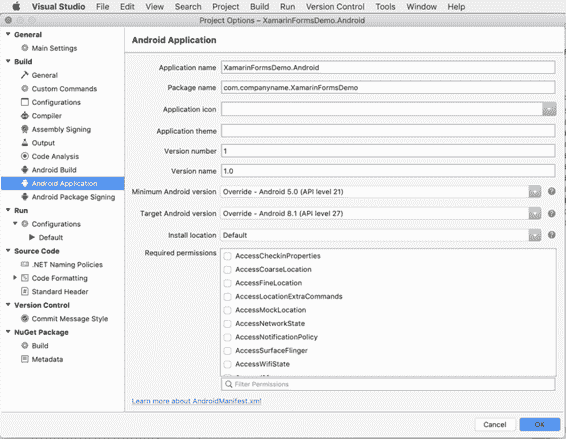 Visual Studio File Edit View Search Project Build Run Version Control Tools Window Help
Project Options – XamarinFormsDemo.Android
General
Main Settings
Build
General
Custom Commands
Configurations
Compiler
Assembly Signing
Output
Code Analysis
Android Build
Android Application
Android Package Signing
Run
Configurations
Default
Source Code
.NET Naming Policies
Code Formatting
Standard Header
Version Control
Commit Message Style
NuGet Package
Build
Metadata
Android Application
Application name XamarinFormsDemo.Android
Package name com.companyname.XamarinFormsDemo
Application icon
Application theme
Version number 1
Version name 1.0
Minimum Android version Override - Android 5.0 (API level 21)
Target Android version Override - Android 8.1 (API level 27)
Install location Default
Required permissions
AccessCheckinProperties
AccessCoarseLocation
AccessFineLocation
AccessLocationExtraCommands
AccessMockLocation
AccessNetworkState
AccessNotificationPolicy
AccessSurfaceFlinger
AccessWifiState
Filter Permissions
Learn more about AndroidManifest.xml
Cancel OK